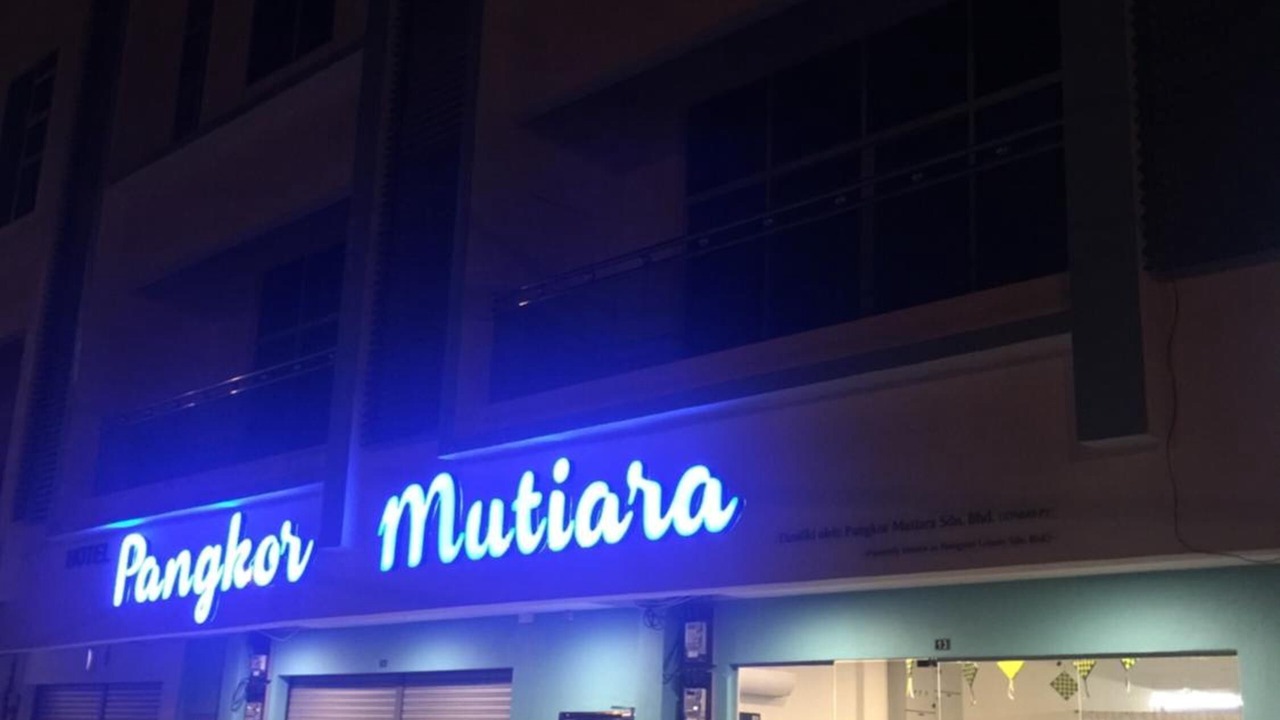 HOTEL Pangkor Mutiara
Dimiliki oleh: Pangkor Mutiara Sdn. Bhd.
13